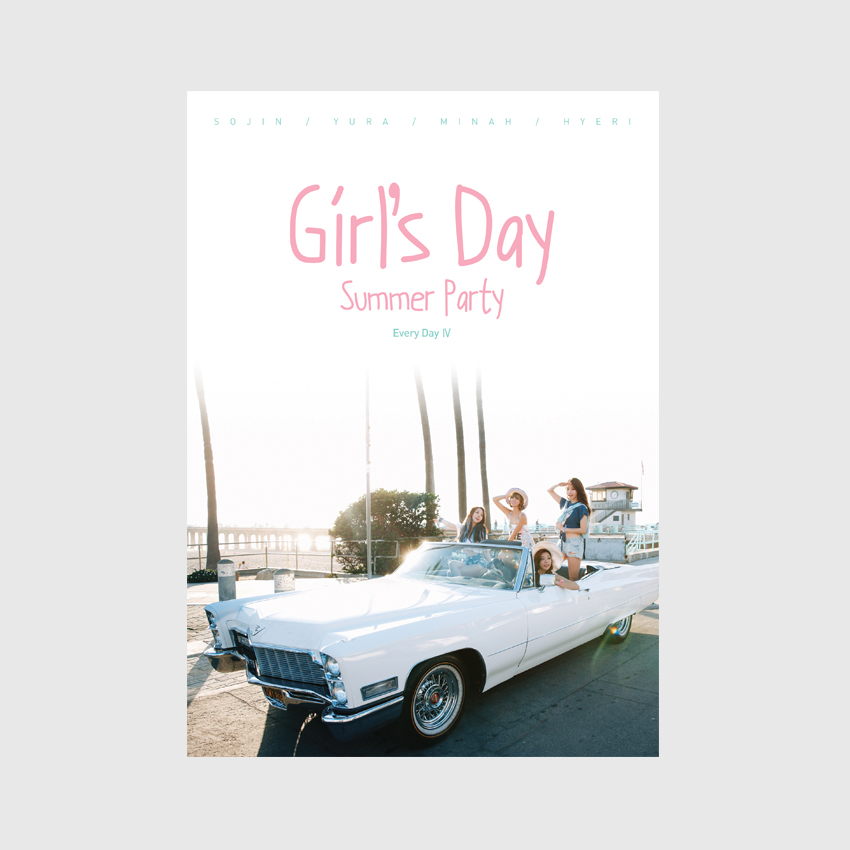 SOJIN / YURA / MINAH / HYERI
Girl's Day
Summer Party
Every Day IV